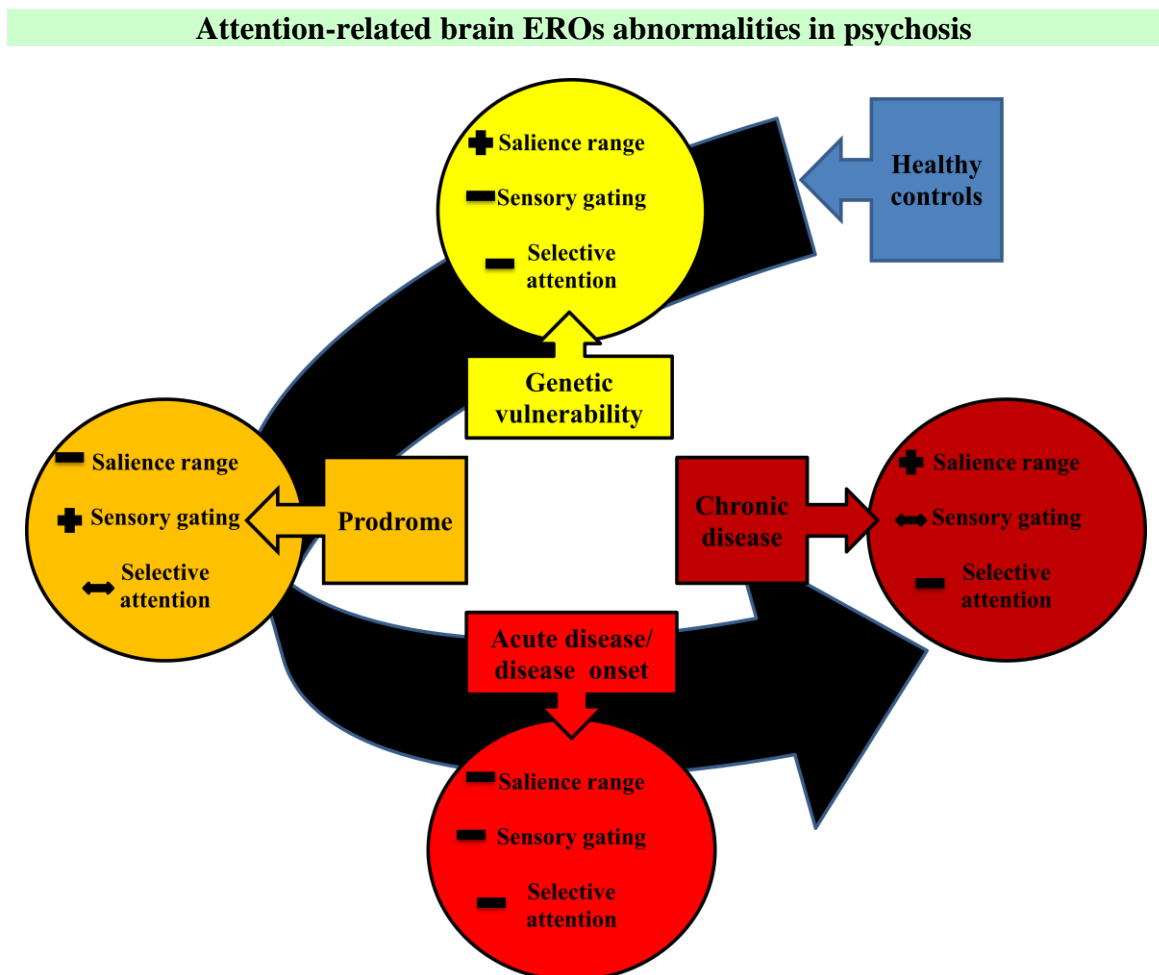 Attention-related brain EROs abnormalities in psychosis
Salience range
Sensory gating
Selective
attention
Healthy
controls
Genetic
vulnerability
Salience range
Sensory gating
Selective
attention
Prodrome
Chronic
disease
Salience range
Sensory gating
Selective
attention
Acute disease/
disease onset
Salience range
Sensory gating
Selective
attention